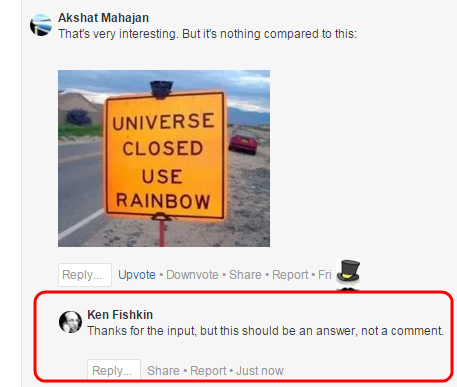 Akshat Mahajan
That's very interesting. But it's nothing compared to this:
UNIVERSE
CLOSED
USE
RAINBOW
Reply... Upvote • Downvote • Share • Report • Fri
Ken Fishkin
Thanks for the input, but this should be an answer, not a comment.
Reply... Share • Report • Just now